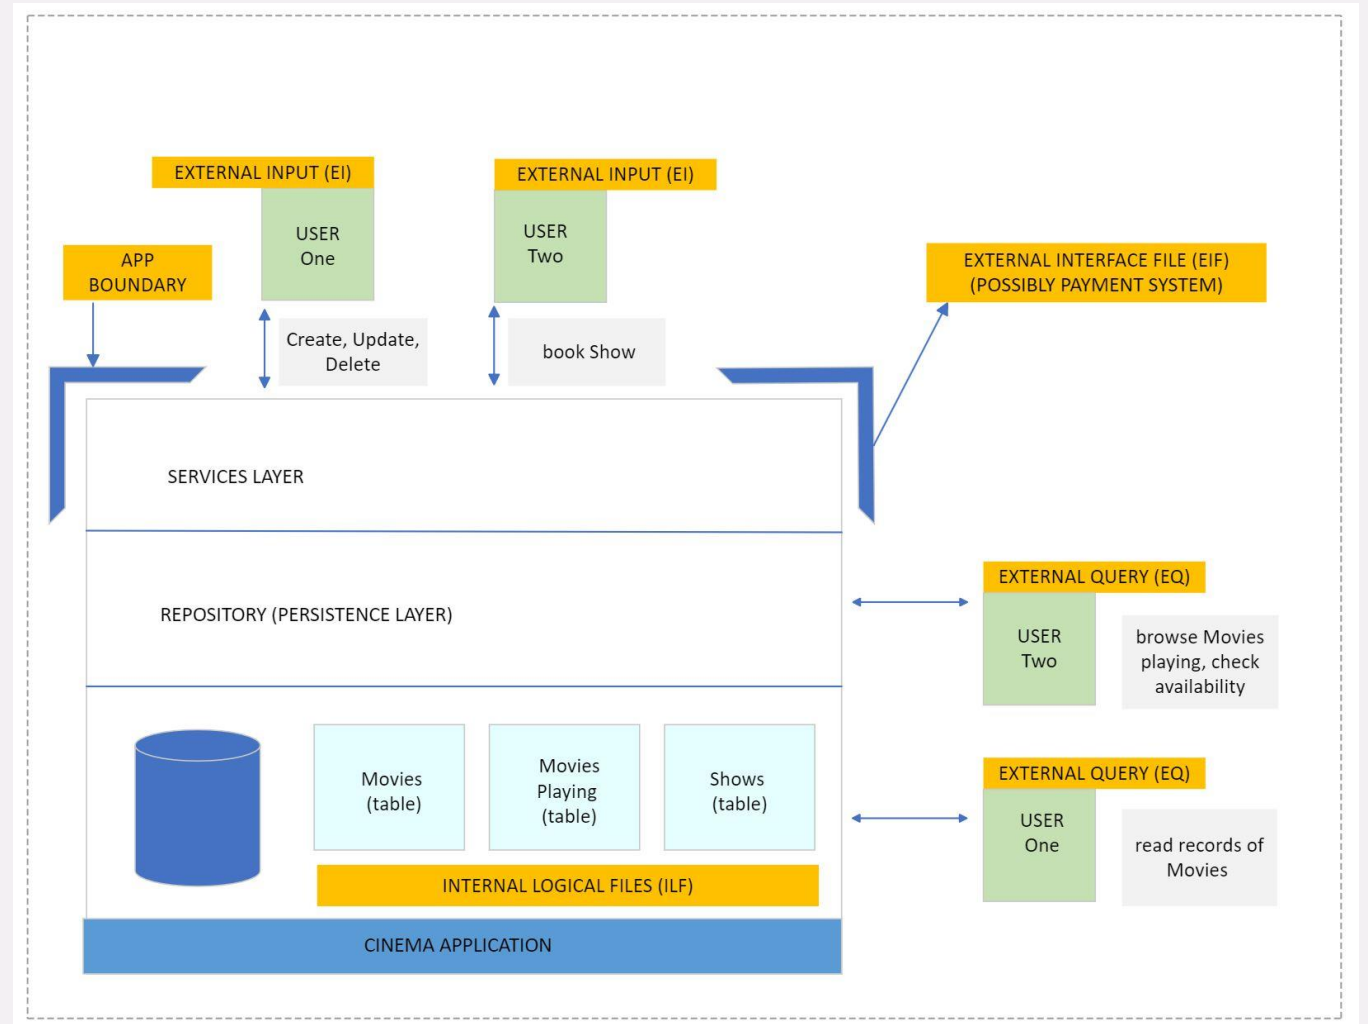 EXTERNAL INPUT (EI)
EXTERNAL INPUT (EI)
USER
One
USER
Two
APP
BOUNDARY
EXTERNAL INTERFACE FILE (EIF)
(POSSIBLY PAYMENT SYSTEM)
Create, Update,
Delete
book Show
SERVICES LAYER
REPOSITORY (PERSISTENCE LAYER)
EXTERNAL QUERY (EQ)
USER
Two
browse Movies
playing, check
availability
Movies
(table)
Movies
Playing
(table)
Shows
(table)
EXTERNAL QUERY (EQ)
USER
One
read records of
Movies
INTERNAL LOGICAL FILES (ILF)
CINEMA APPLICATION